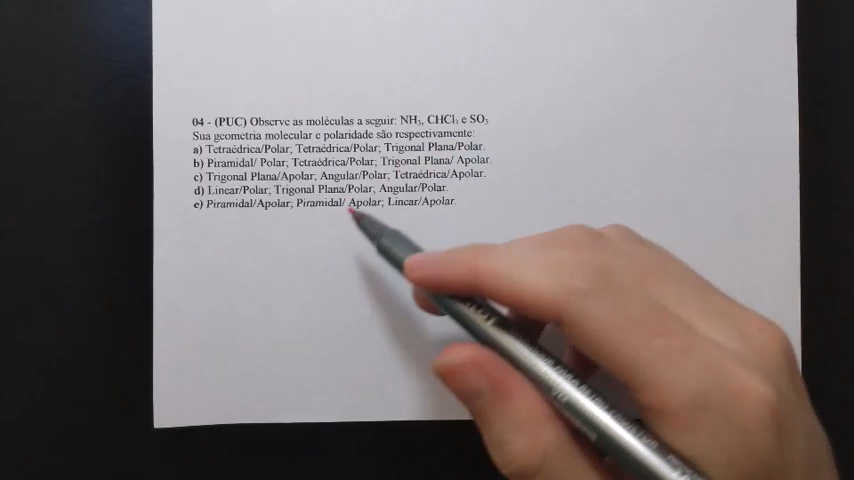 04 - (PUC) Observe as moléculas a seguir: NH₃, CHCl₃ e SO₃
Sua geometria molecular e polaridade são respectivamente:
a) Tetraédrica/Polar; Tetraédrica/Polar; Trigonal Plana/Polar.
b) Piramidal/ Polar; Tetraédrica/Polar; Trigonal Plana/ Apolar.
c) Trigonal Plana/Apolar; Angular/Polar; Tetraédrica/Apolar.
d) Linear/Polar; Trigonal Plana/Polar; Angular/Polar.
e) Piramidal/Apolar; Piramidal/ Apolar; Linear/Apolar.